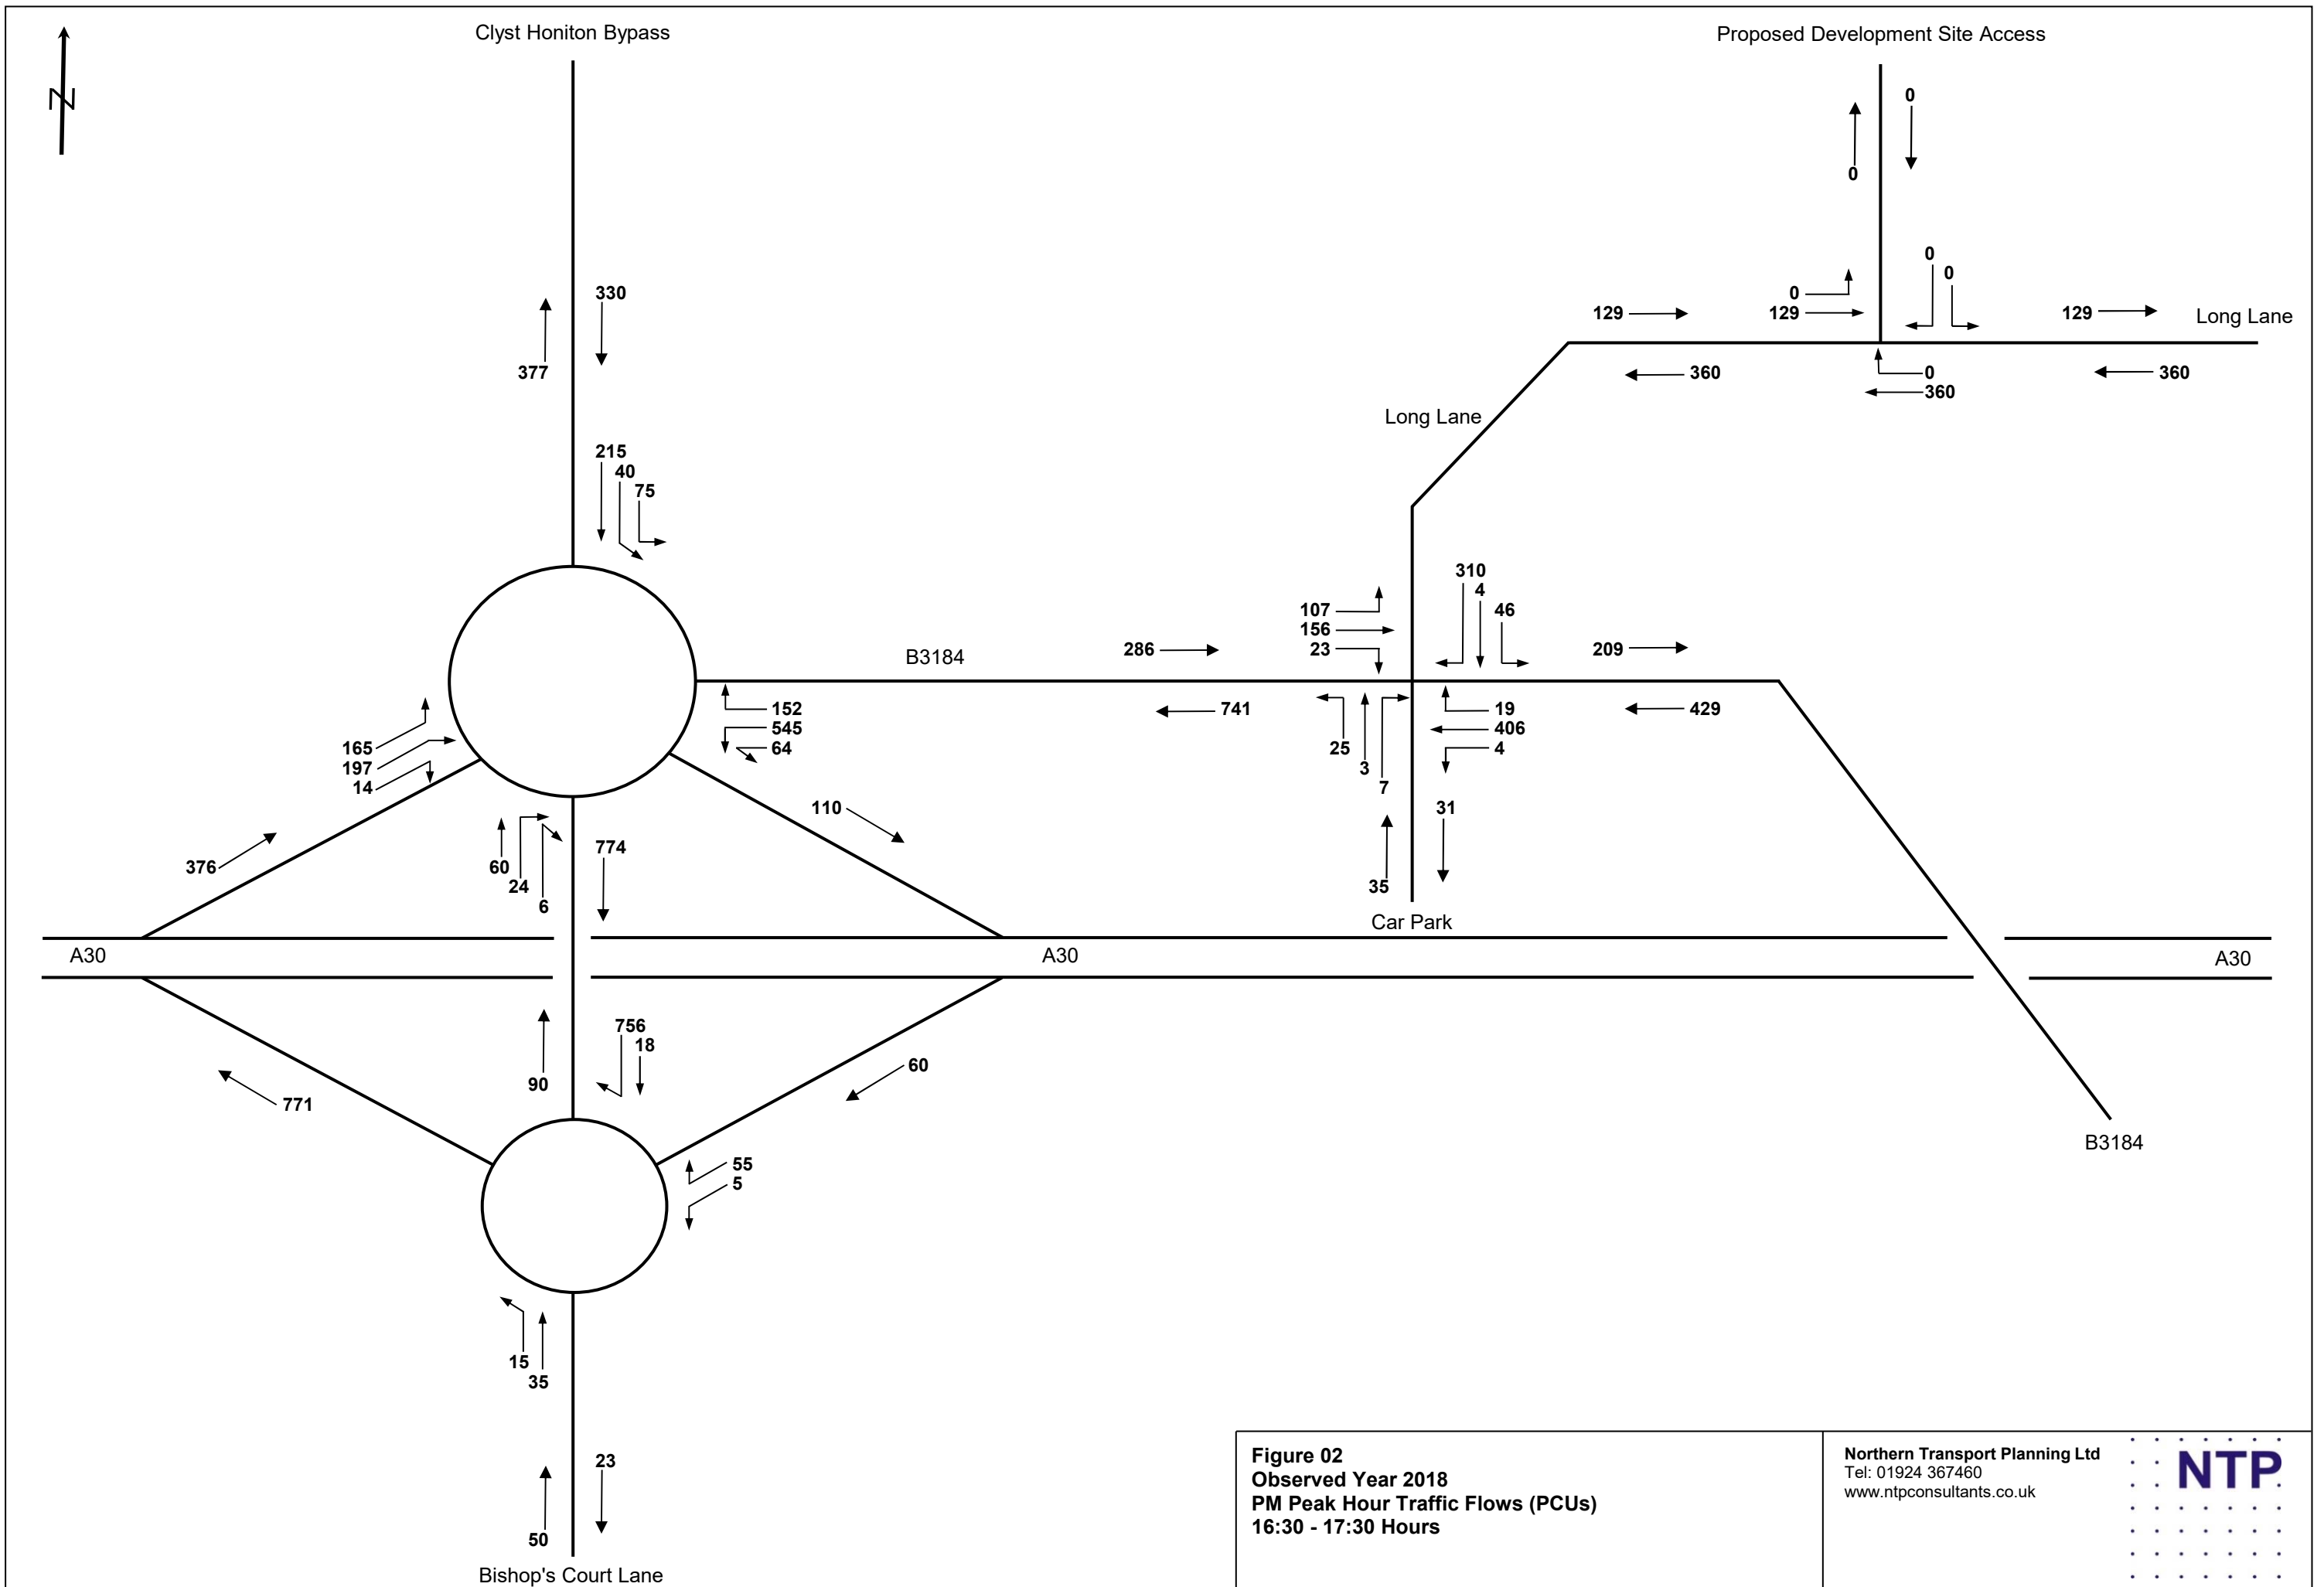 Clyst Honiton Bypass
Proposed Development Site Access
N
0
0
0
0
330
0
129
0
129
129
Long Lane
377
360
0
360
360
Long Lane
215
40
75
310
4
107
46
156
23
286
209
B3184
152
741
19
429
545
406
165
64
25
4
197
3
14
7
110
31
376
60
774
24
35
6
Car Park
A30
A30
A30
756
18
90
60
771
B3184
55
5
15
35
23
50
Bishop's Court Lane
Figure 02
Observed Year 2018
PM Peak Hour Traffic Flows (PCUs)
16:30 - 17:30 Hours
Northern Transport Planning Ltd
Tel: 01924 367460
www.ntpconsultants.co.uk
NTP